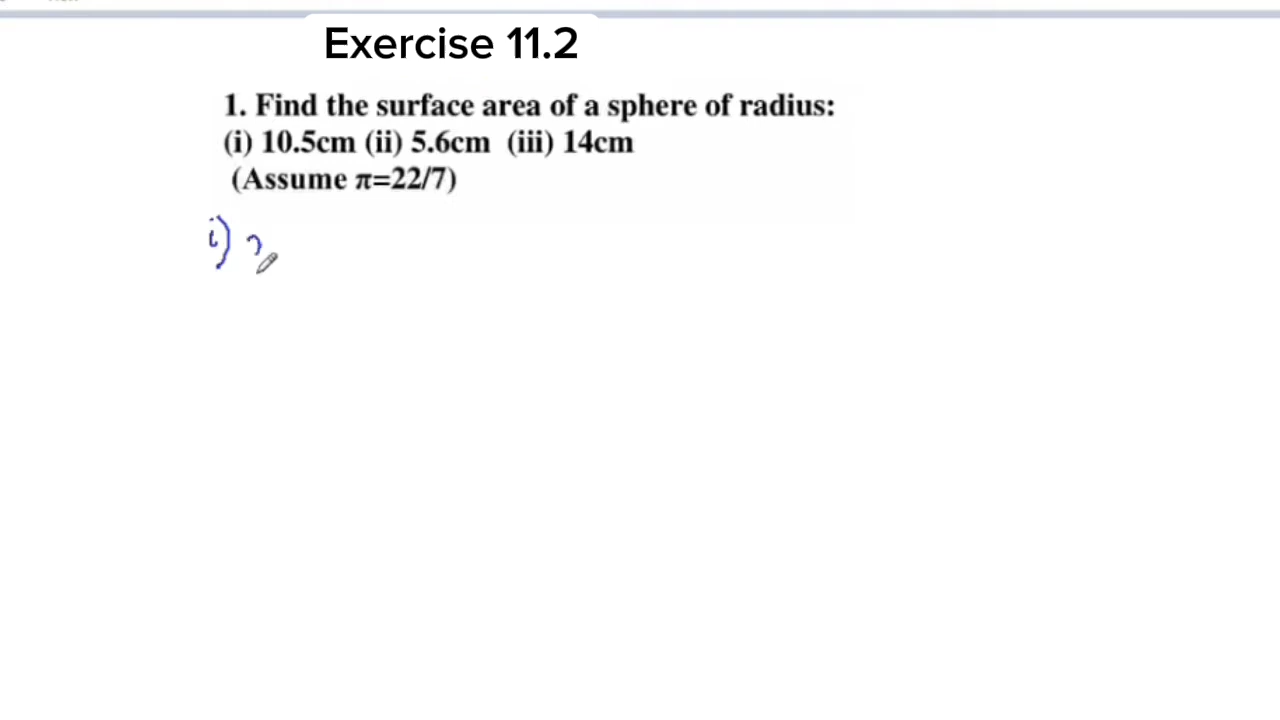 Exercise 11.2
1. Find the surface area of a sphere of radius:
(i) 10.5cm (ii) 5.6cm (iii) 14cm
(Assume π=22/7)
i)